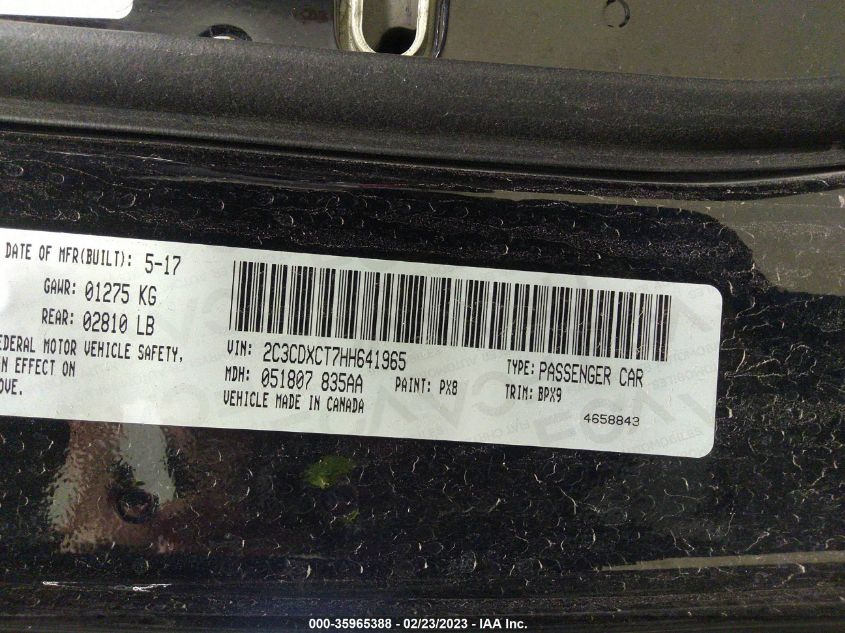 DATE OF MFR(BUILT): 5-17
GAWR: 01275 KG
REAR: 02810 LB
FEDERAL MOTOR VEHICLE SAFETY,
IN EFFECT ON
OVE.
VIN: 2C3CDXCT7HH641965
TYPE: PASSENGER CAR
MDH: 051807 835AA
PAINT: PX8
TRIM: BPX9
VEHICLE MADE IN CANADA
4658843
000-35965388 - 02/23/2023 - IAA Inc.